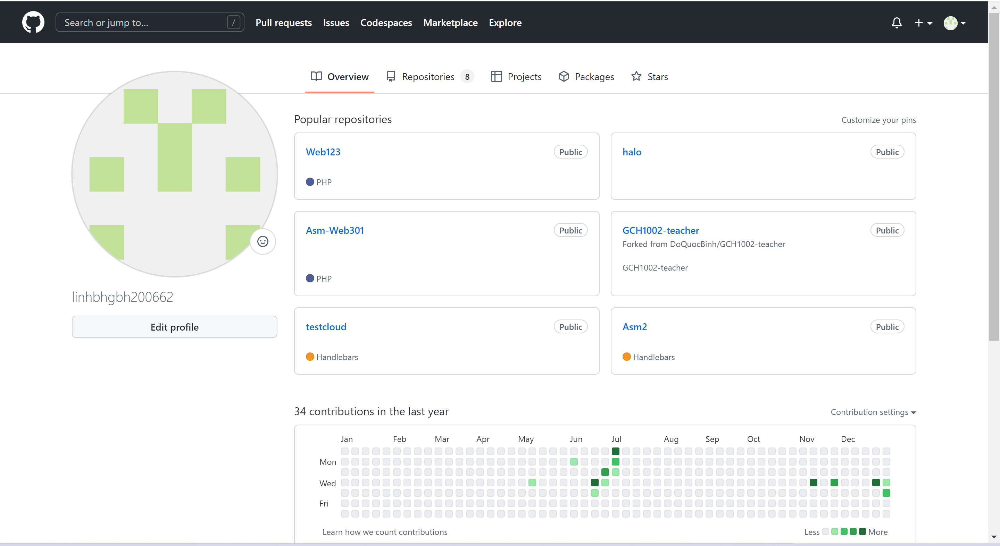 Search or jump to... /
Pull requests Issues Codespaces Marketplace Explore
Overview Repositories 8 Projects Packages Stars
Popular repositories
Customize your pins
Web123 Public
PHP
halo Public
Asm-Web301 Public
PHP
GCH1002-teacher Public
Forked from DoQuocBinh/GCH1002-teacher
GCH1002-teacher
testcloud Public
Handlebars
Asm2 Public
Handlebars
linhbhgbh200662
Edit profile
34 contributions in the last year
Contribution settings
Jan Feb Mar Apr May Jun Jul Aug Sep Oct Nov Dec
Mon
Wed
Fri
Learn how we count contributions
Less More